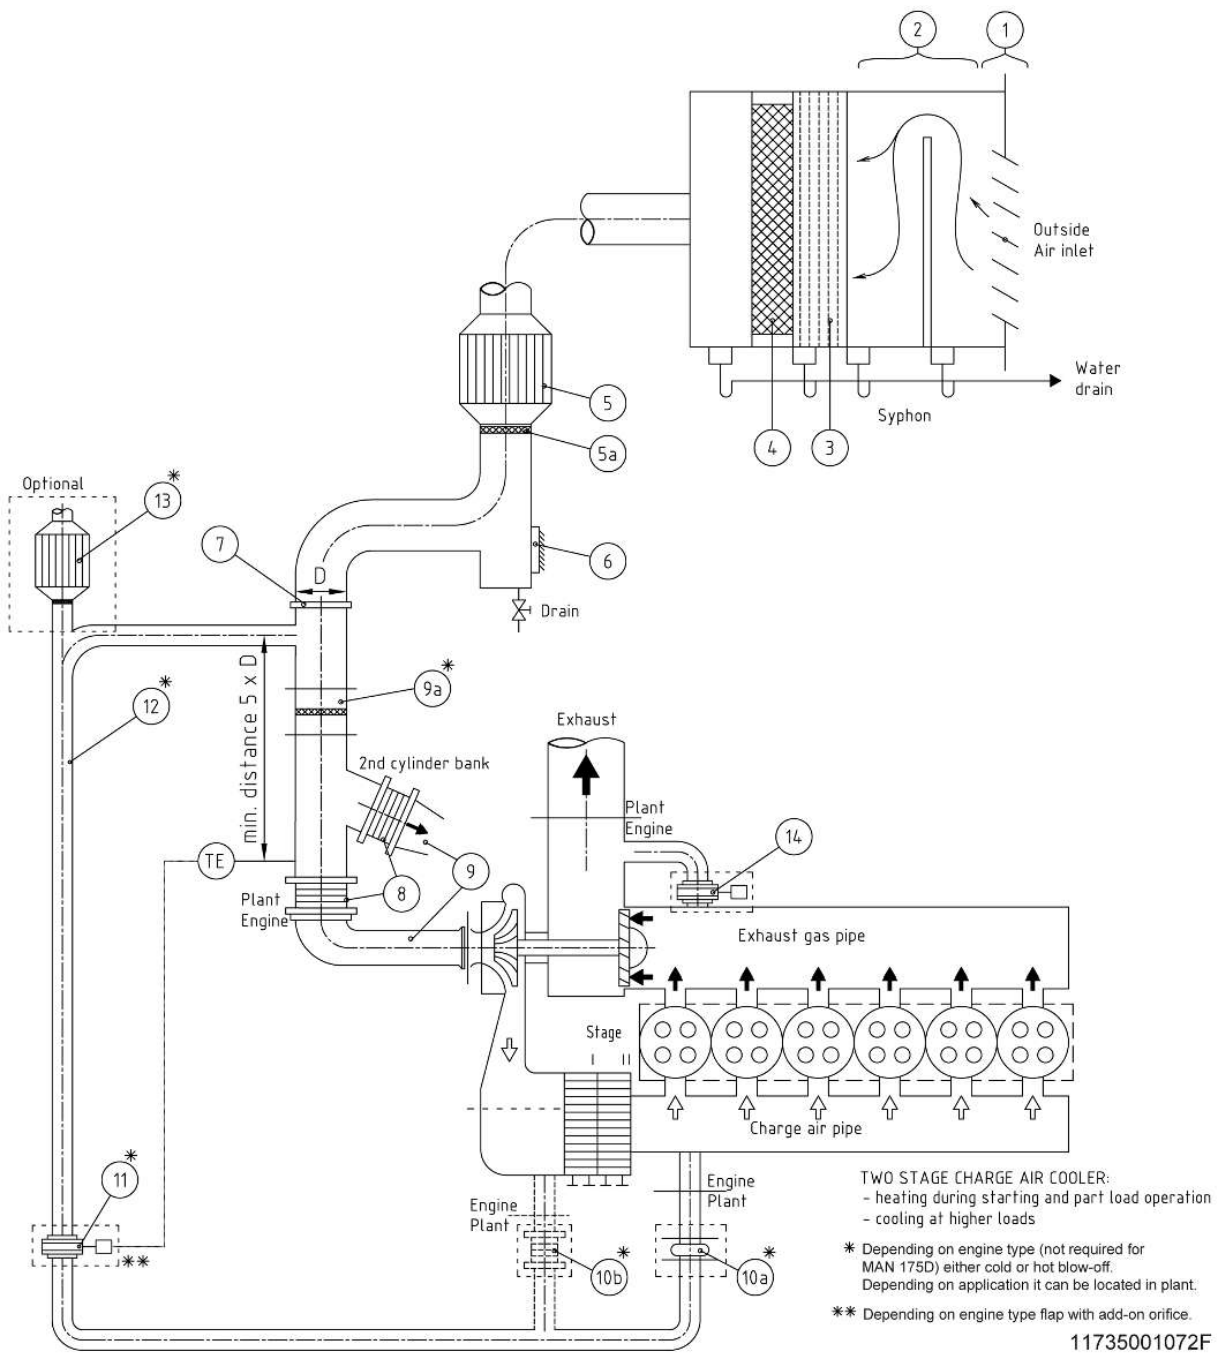 2
1
Outside
Air inlet
Water
drain
Syphon
5
4
3
5a
Optional
*
13
7
6
D
Drain
*
12
min. distance 5 x D
*
9a
Exhaust
2nd cylinder bank
Plant
Engine
14
TE
9
8
Plant
Engine
Exhaust gas pipe
Stage
Charge air pipe
*
11
**
Engine
Plant
*
10b
Engine
Plant
*
10a
TWO STAGE CHARGE AIR COOLER:
- heating during starting and part load operation
- cooling at higher loads
* Depending on engine type (not required for
MAN 175D) either cold or hot blow-off.
Depending on application it can be located in plant.
** Depending on engine type flap with add-on orifice.
11735001072F